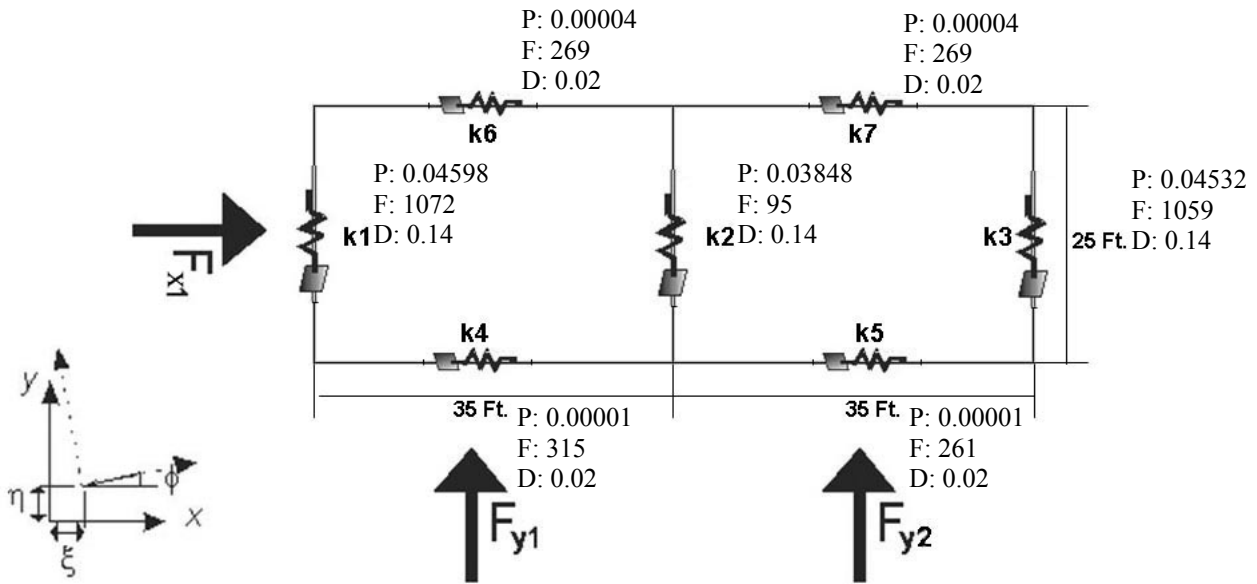 P: 0.00004
F: 269
D: 0.02
P: 0.00004
F: 269
D: 0.02
k6
k7
P: 0.04598
F: 1072
D: 0.14
k1
P: 0.03848
F: 95
D: 0.14
k2
P: 0.04532
F: 1059
D: 0.14
k3
25 Ft.
Fx1
k4
k5
35 Ft.
35 Ft.
P: 0.00001
F: 315
D: 0.02
P: 0.00001
F: 261
D: 0.02
y
x
η
ξ
ϕ
Fy1
Fy2